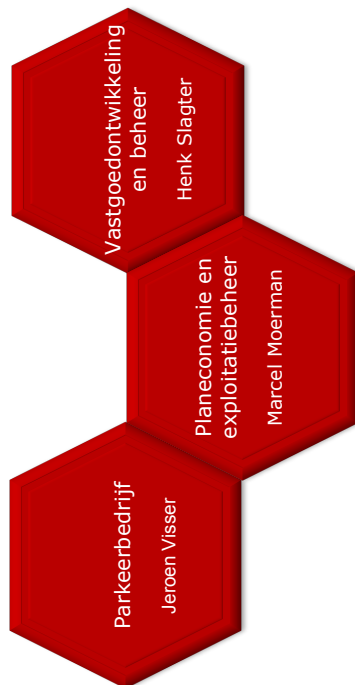 Parkeerbedrijf
Jeroen Visser
Planeconomie en
exploitatiebeheer
Marcel Moerman
Vastgoedontwikkeling
en beheer
Henk Slagter